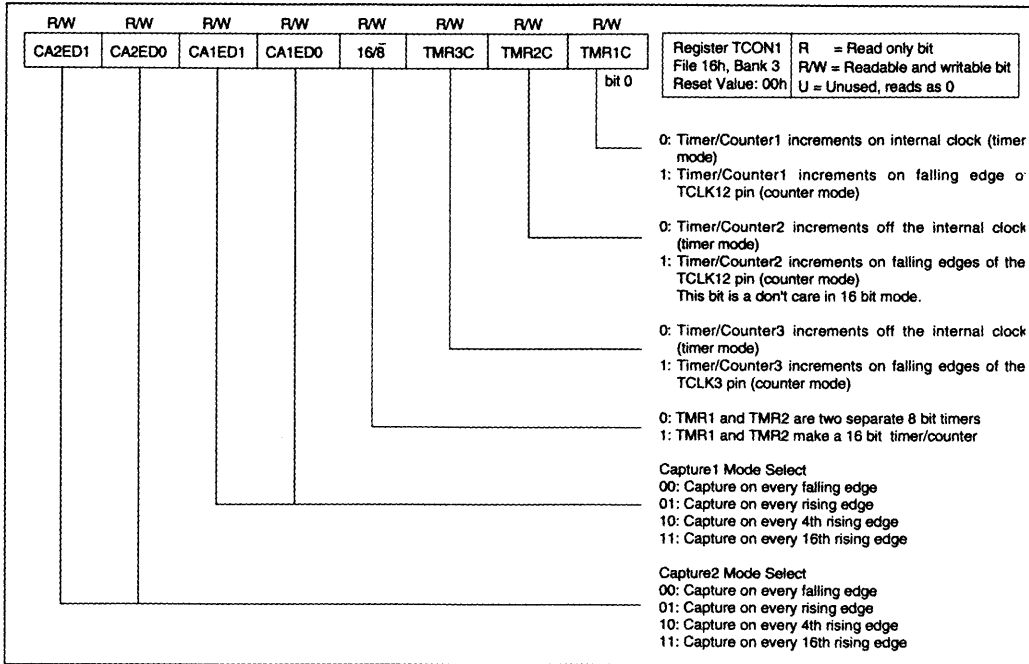 R/W R/W R/W R/W R/W R/W R/W R/W
CA2ED1 CA2ED0 CA1ED1 CA1ED0 16/8̅ TMR3C TMR2C TMR1C
bit 0
Register TCON1
File 16h, Bank 3
Reset Value: 00h
R = Read only bit
R/W = Readable and writable bit
U = Unused, reads as 0
0: Timer/Counter1 increments on internal clock (timer
mode)
1: Timer/Counter1 increments on falling edge o
TCLK12 pin (counter mode)
0: Timer/Counter2 increments off the internal clock
(timer mode)
1: Timer/Counter2 increments on falling edges of the
TCLK12 pin (counter mode)
This bit is a don't care in 16 bit mode.
0: Timer/Counter3 increments off the internal clock
(timer mode)
1: Timer/Counter3 increments on falling edges of the
TCLK3 pin (counter mode)
0: TMR1 and TMR2 are two separate 8 bit timers
1: TMR1 and TMR2 make a 16 bit timer/counter
Capture1 Mode Select
00: Capture on every falling edge
01: Capture on every rising edge
10: Capture on every 4th rising edge
11: Capture on every 16th rising edge
Capture2 Mode Select
00: Capture on every falling edge
01: Capture on every rising edge
10: Capture on every 4th rising edge
11: Capture on every 16th rising edge